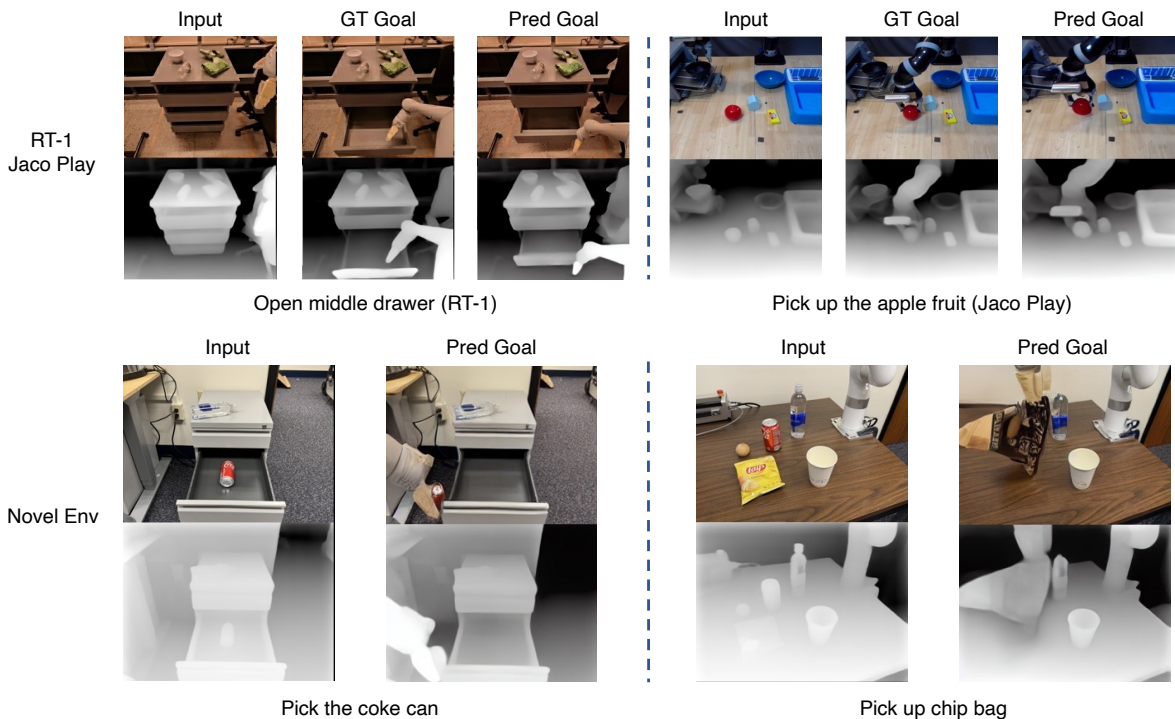 Input GT Goal Pred Goal Input GT Goal Pred Goal
RT-1
Jaco Play
Open middle drawer (RT-1) Pick up the apple fruit (Jaco Play)
Input Pred Goal Input Pred Goal
Novel Env
Pick the coke can Pick up chip bag